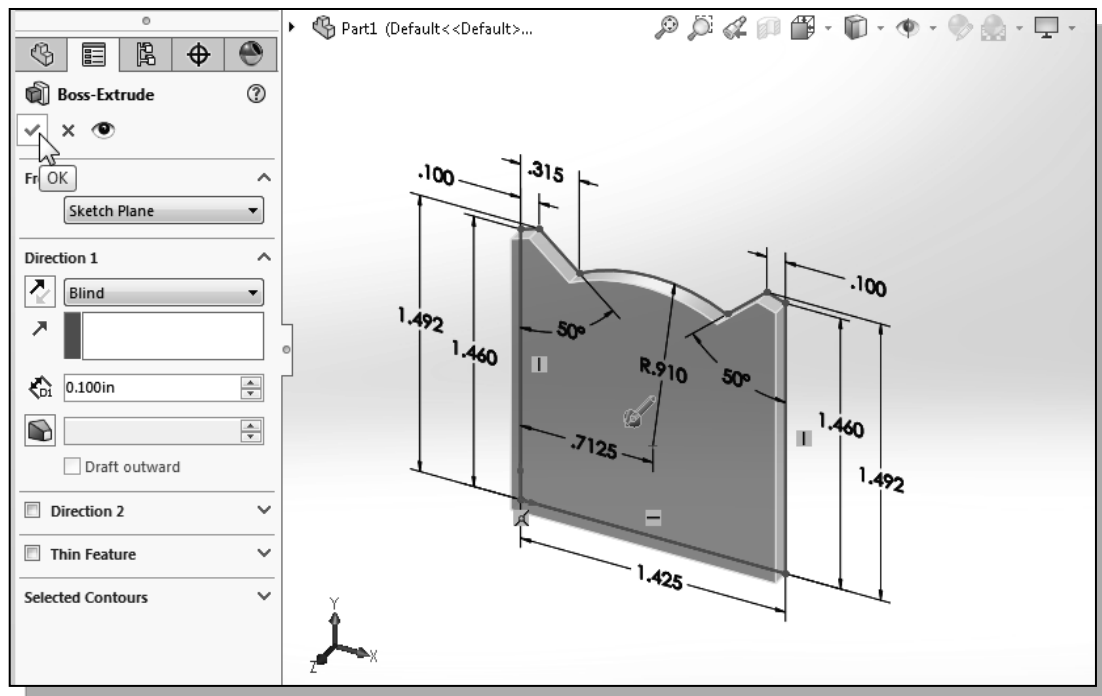 Part1 (Default<<Default>...
Boss-Extrude
?
Fr
OK
Sketch Plane
Direction 1
Blind
D1
0.100in
Draft outward
Direction 2
Thin Feature
Selected Contours
.100
.315
1.492
1.460
50°
R.910
50°
.7125
.100
1.460
1.492
1.425
Y
Z
X